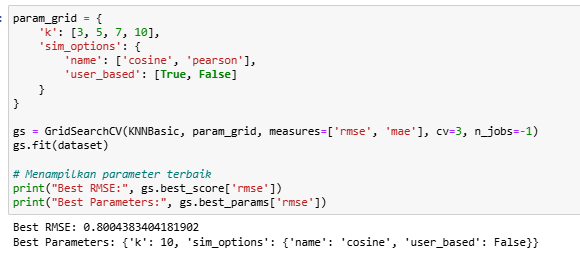 param_grid = {
    'k': [3, 5, 7, 10],
    'sim_options': {
        'name': ['cosine', 'pearson'],
        'user_based': [True, False]
    }
}
gs = GridSearchCV(KNNBasic, param_grid, measures=['rmse', 'mae'], cv=3, n_jobs=-1)
gs.fit(dataset)
# Menampilkan parameter terbaik
print("Best RMSE:", gs.best_score['rmse'])
print("Best Parameters:", gs.best_params['rmse'])
Best RMSE: 0.8004383404181902
Best Parameters: {'k': 10, 'sim_options': {'name': 'cosine', 'user_based': False}}